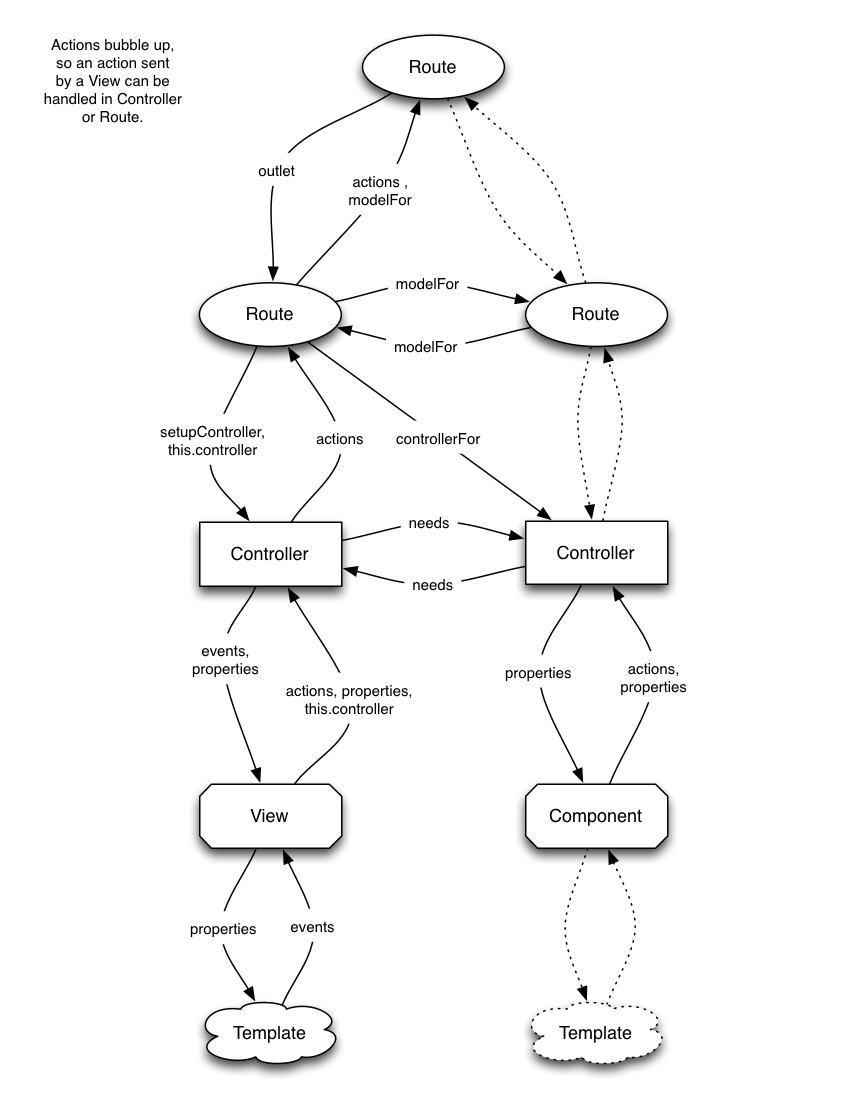 Actions bubble up,
so an action sent
by a View can be
handled in Controller
or Route.
Route
outlet
actions ,
modelFor
modelFor
Route
Route
modelFor
setupController,
this.controller
actions
controllerFor
needs
Controller
Controller
needs
events,
properties
actions, properties,
this.controller
properties
actions,
properties
View
Component
properties
events
Template
Template